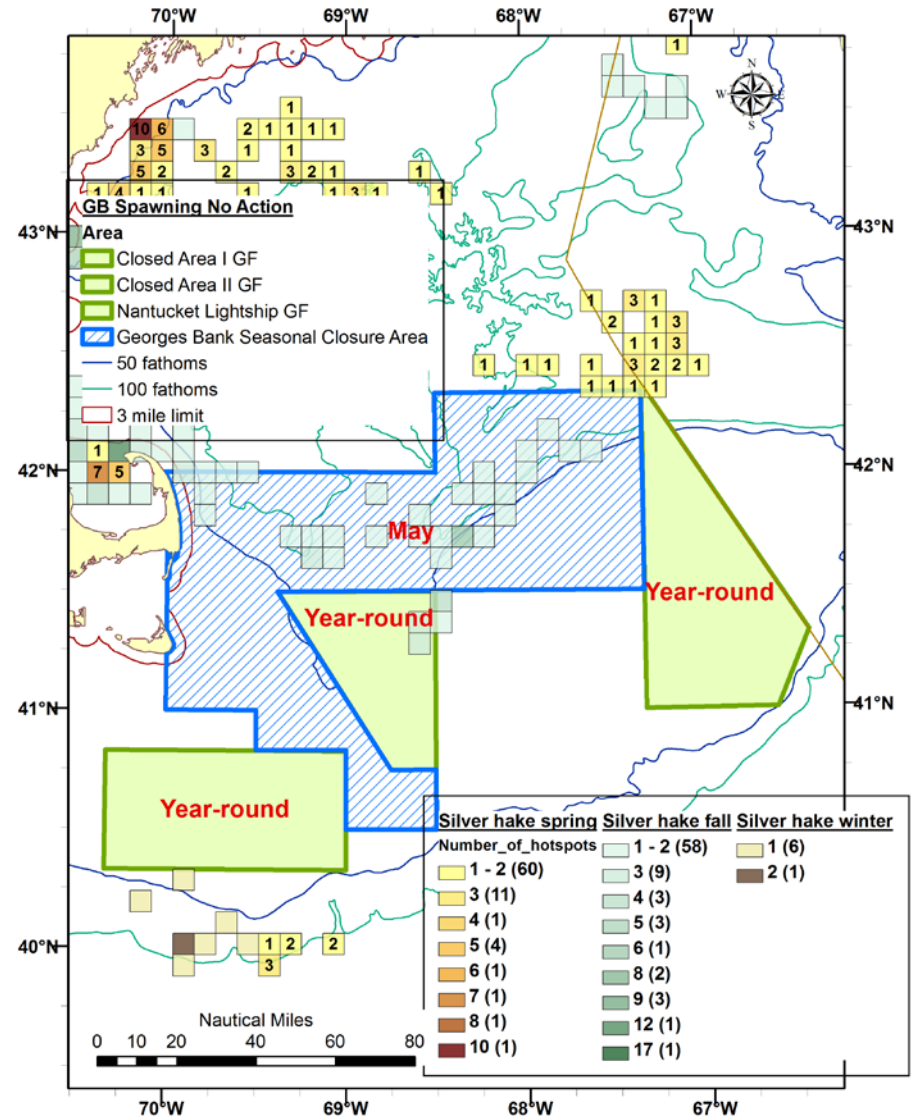 70°W 69°W 68°W 67°W
1
N
W E
S
1
10 6 2 1 1 1 1
3 5 3 1 1
5 2 2 3 2 1 1
1 4 1 1 1 1 3 1 1
GB Spawning No Action
43°N 43°N
Area
Closed Area I GF
Closed Area II GF
Nantucket Lightship GF
Georges Bank Seasonal Closure Area
50 fathoms
100 fathoms
3 mile limit
1 3 1
2 1 3
1 1 3
1 1 1 1 3 2 2 1
1 1 1 1
1
42°N 7 5 42°N
May
Year-round
Year-round
41°N 41°N
Year-round
40°N 1 2 2 40°N
3
Silver hake spring
Number_of_hotspots
1 - 2 (60)
3 (11)
4 (1)
5 (4)
6 (1)
7 (1)
8 (1)
10 (1)
Silver hake fall
1 - 2 (58)
3 (9)
4 (3)
5 (3)
6 (1)
8 (2)
9 (3)
12 (1)
17 (1)
Silver hake winter
1 (6)
2 (1)
Nautical Miles
0 10 20 40 60 80
70°W 69°W 68°W 67°W